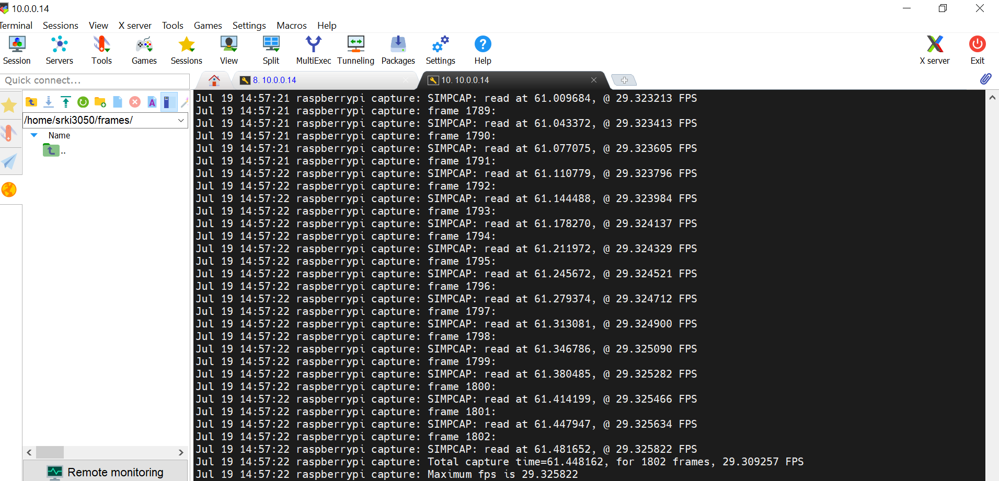 10.0.0.14
Terminal Sessions View X server Tools Games Settings Macros Help
Session Servers Tools Games Sessions View Split MultiExec Tunneling Packages Settings Help X server Exit
Quick connect...
8. 10.0.0.14
10. 10.0.0.14
/home/srki3050/frames/
Name
..
Remote monitoring
Jul 19 14:57:21 raspberrypi capture: SIMPCAP: read at 61.009684, @ 29.323213 FPS
Jul 19 14:57:21 raspberrypi capture: frame 1789:
Jul 19 14:57:21 raspberrypi capture: SIMPCAP: read at 61.043372, @ 29.323413 FPS
Jul 19 14:57:21 raspberrypi capture: frame 1790:
Jul 19 14:57:21 raspberrypi capture: SIMPCAP: read at 61.077075, @ 29.323605 FPS
Jul 19 14:57:21 raspberrypi capture: frame 1791:
Jul 19 14:57:22 raspberrypi capture: SIMPCAP: read at 61.110779, @ 29.323796 FPS
Jul 19 14:57:22 raspberrypi capture: frame 1792:
Jul 19 14:57:22 raspberrypi capture: SIMPCAP: read at 61.144488, @ 29.323984 FPS
Jul 19 14:57:22 raspberrypi capture: frame 1793:
Jul 19 14:57:22 raspberrypi capture: SIMPCAP: read at 61.178270, @ 29.324137 FPS
Jul 19 14:57:22 raspberrypi capture: frame 1794:
Jul 19 14:57:22 raspberrypi capture: SIMPCAP: read at 61.211972, @ 29.324329 FPS
Jul 19 14:57:22 raspberrypi capture: frame 1795:
Jul 19 14:57:22 raspberrypi capture: SIMPCAP: read at 61.245672, @ 29.324521 FPS
Jul 19 14:57:22 raspberrypi capture: frame 1796:
Jul 19 14:57:22 raspberrypi capture: SIMPCAP: read at 61.279374, @ 29.324712 FPS
Jul 19 14:57:22 raspberrypi capture: frame 1797:
Jul 19 14:57:22 raspberrypi capture: SIMPCAP: read at 61.313081, @ 29.324900 FPS
Jul 19 14:57:22 raspberrypi capture: frame 1798:
Jul 19 14:57:22 raspberrypi capture: SIMPCAP: read at 61.346786, @ 29.325090 FPS
Jul 19 14:57:22 raspberrypi capture: frame 1799:
Jul 19 14:57:22 raspberrypi capture: SIMPCAP: read at 61.380485, @ 29.325282 FPS
Jul 19 14:57:22 raspberrypi capture: frame 1800:
Jul 19 14:57:22 raspberrypi capture: SIMPCAP: read at 61.414199, @ 29.325466 FPS
Jul 19 14:57:22 raspberrypi capture: frame 1801:
Jul 19 14:57:22 raspberrypi capture: SIMPCAP: read at 61.447947, @ 29.325634 FPS
Jul 19 14:57:22 raspberrypi capture: frame 1802:
Jul 19 14:57:22 raspberrypi capture: SIMPCAP: read at 61.481652, @ 29.325822 FPS
Jul 19 14:57:22 raspberrypi capture: Total capture time=61.448162, for 1802 frames, 29.309257 FPS
Jul 19 14:57:22 raspberrypi capture: Maximum fps is 29.325822